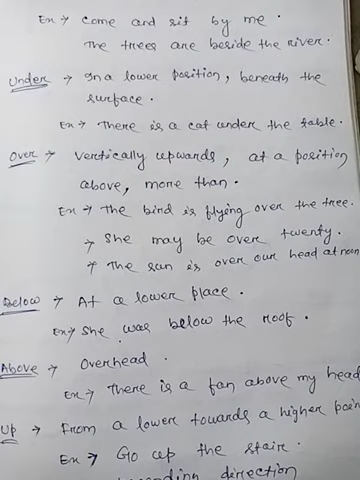 Ex → Come and sit by me.
The trees are beside the river.
Under → In a lower position, beneath the
surface.
Ex → There is a cat under the table.
Over → Vertically upwards, at a position
above, more than.
Ex → The bird is flying over the tree.
→ She may be over twenty.
→ The sun is over our head at noon
Below → At a lower place.
Ex → She was below the roof.
Above → Overhead.
Ex → There is a fan above my head
Up → From a lower towards a higher poin
Ex → Go up the stair.
direction